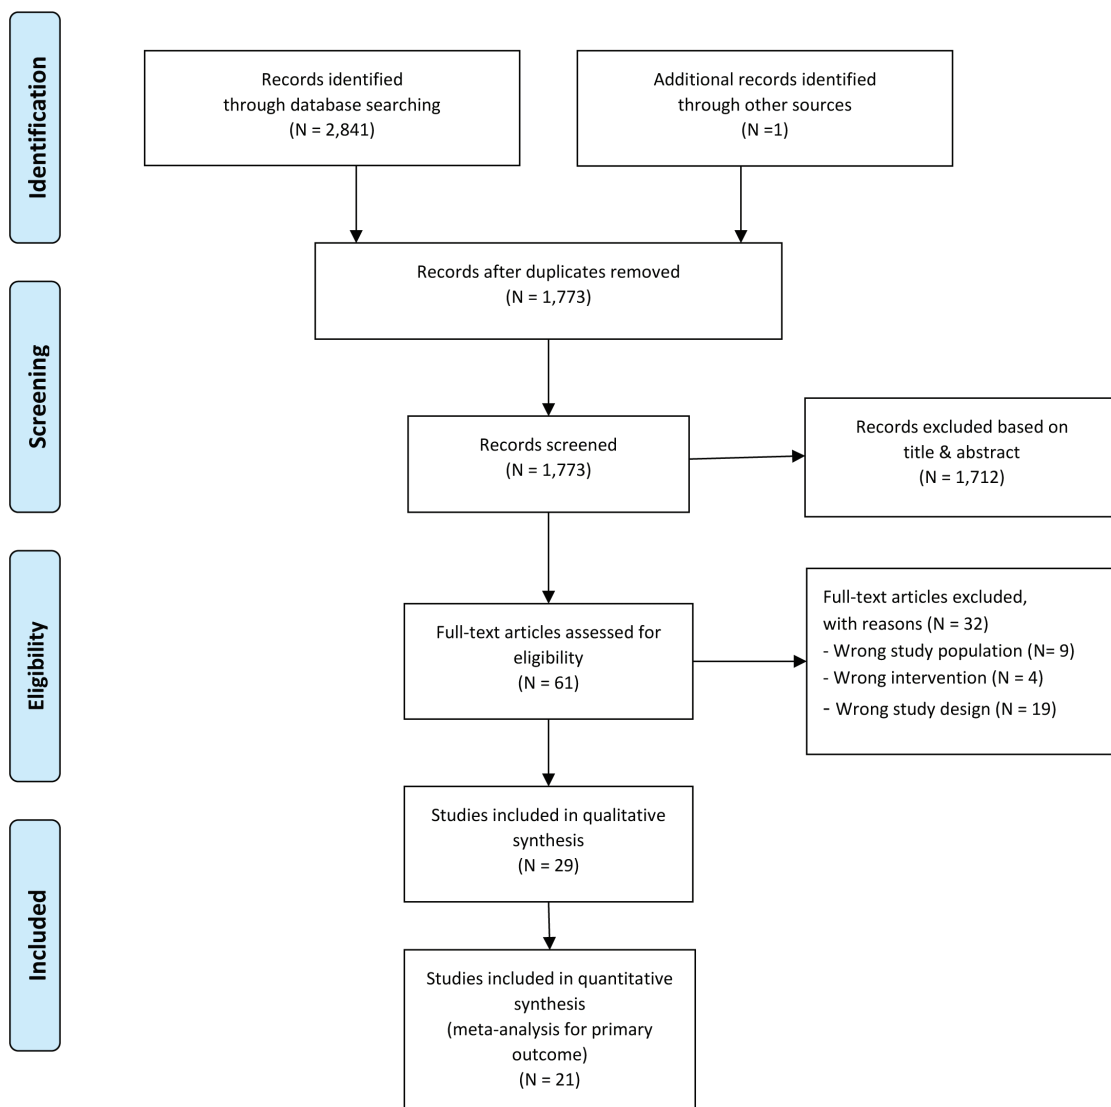 Identification
Records identified
through database searching
(N = 2,841)
Additional records identified
through other sources
(N =1)
Records after duplicates removed
(N = 1,773)
Screening
Records screened
(N = 1,773)
Records excluded based on
title & abstract
(N = 1,712)
Eligibility
Full-text articles assessed for
eligibility
(N = 61)
Full-text articles excluded,
with reasons (N = 32)
- Wrong study population (N= 9)
- Wrong intervention (N = 4)
- Wrong study design (N = 19)
Included
Studies included in qualitative
synthesis
(N = 29)
Studies included in quantitative
synthesis
(meta-analysis for primary
outcome)
(N = 21)